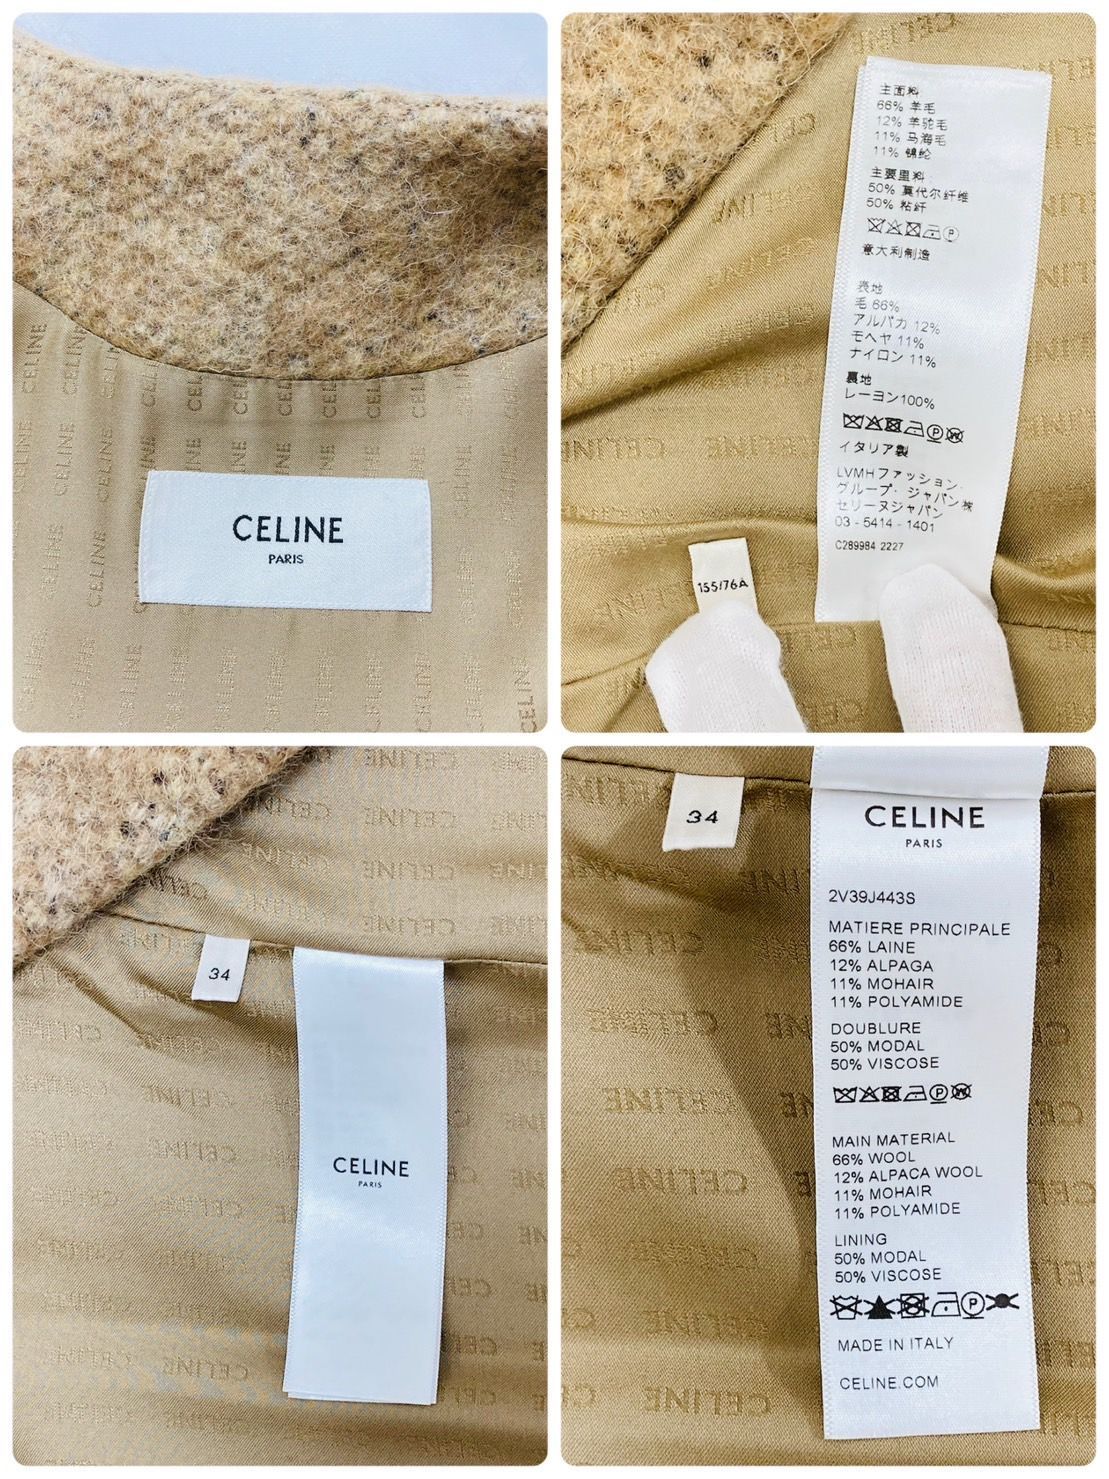 CELINE
PARIS
主面料
66% 羊毛
12% 羊驼毛
11% 马海毛
11% 锦纶
主要里料
50% 莫代尔纤维
50% 粘纤
意大利制造
表地
毛 66%
アルパカ 12%
モヘヤ 11%
ナイロン 11%
裏地
レーヨン100%
イタリア製
LVMHファッション・
グループ・ジャパン㈱
セリーヌジャパン
03 - 5414 - 1401
C289984 2227
155/76A
34
CELINE
PARIS
34
CELINE
PARIS
2V39J443S
MATIERE PRINCIPALE
66% LAINE
12% ALPAGA
11% MOHAIR
11% POLYAMIDE
DOUBLURE
50% MODAL
50% VISCOSE
MAIN MATERIAL
66% WOOL
12% ALPACA WOOL
11% MOHAIR
11% POLYAMIDE
LINING
50% MODAL
50% VISCOSE
MADE IN ITALY
CELINE.COM